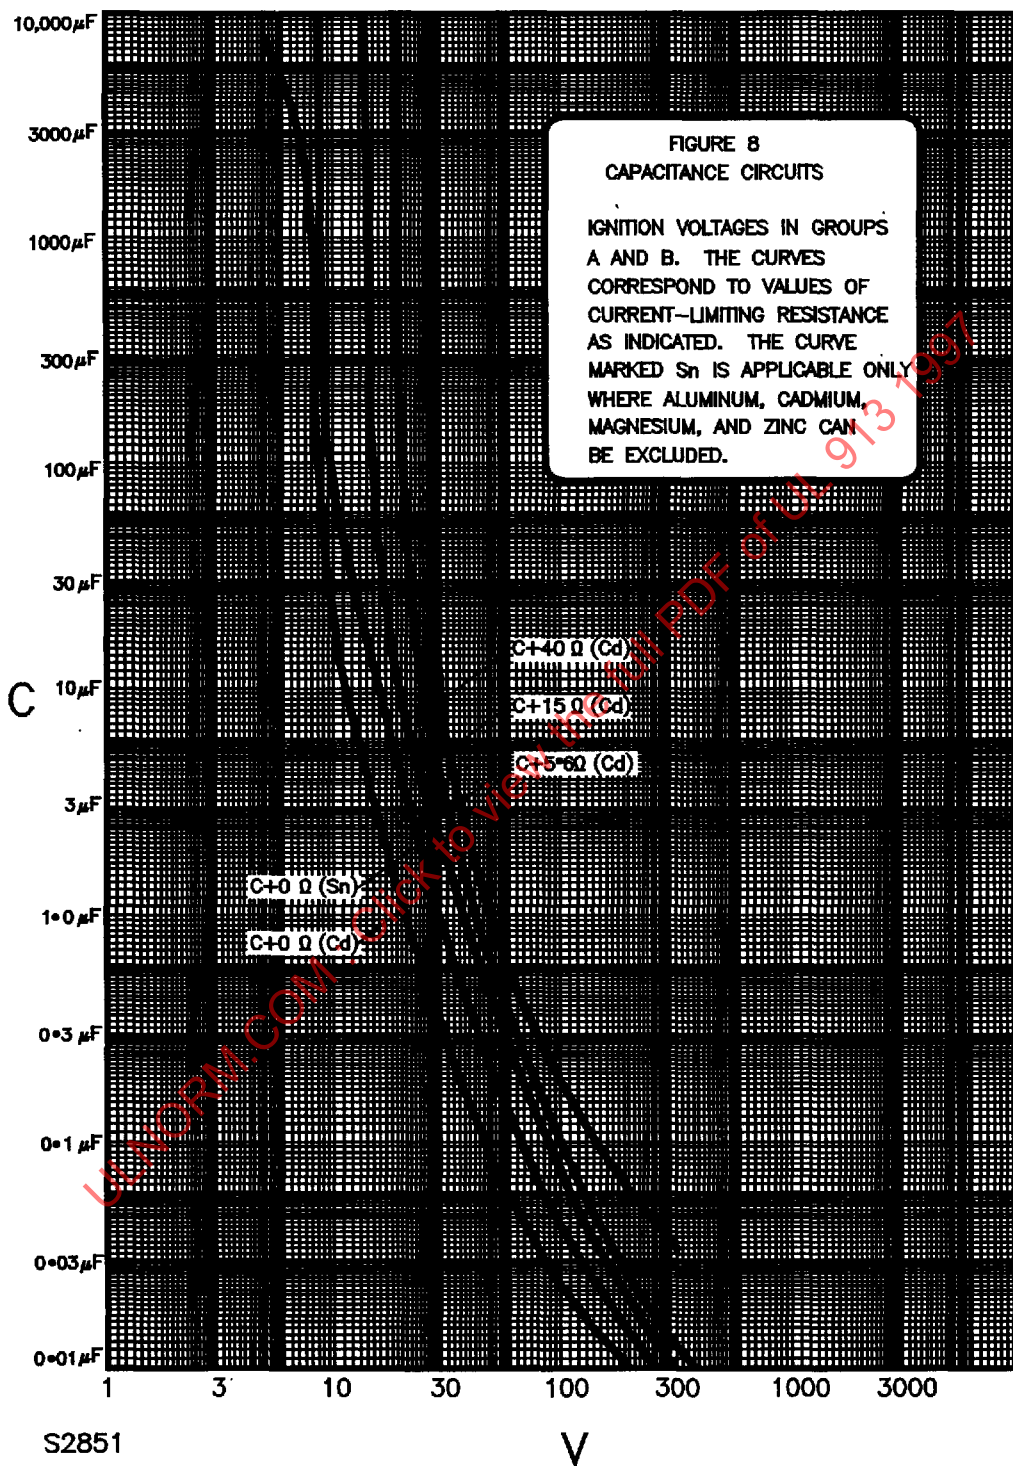 10,000μF
3000μF
1000μF
300μF
100μF
30μF
10μF
3μF
1•0μF
0•3μF
0•1μF
0•03μF
0•01μF
C
FIGURE 8
CAPACITANCE CIRCUITS
IGNITION VOLTAGES IN GROUPS
A AND B. THE CURVES
CORRESPOND TO VALUES OF
CURRENT-LIMITING RESISTANCE
AS INDICATED. THE CURVE
MARKED Sn IS APPLICABLE ONLY
WHERE ALUMINUM, CADMIUM,
MAGNESIUM, AND ZINC CAN
BE EXCLUDED.
C+40 Ω (Cd)
C+15 Ω (Cd)
C+5•6Ω (Cd)
C+0 Ω (Sn)
C+0 Ω (Cd)
1 3 10 30 100 300 1000 3000
S2851
V
ULNORM.COM : Click to view the full PDF of UL 913 1997